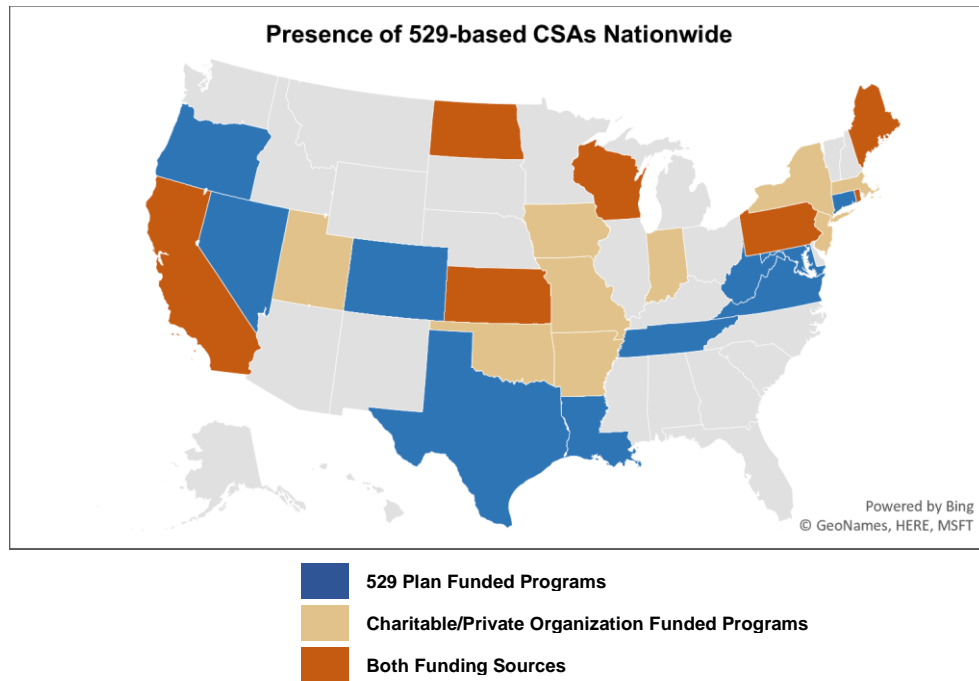 Presence of 529-based CSAs Nationwide
Powered by Bing
© GeoNames, HERE, MSFT
529 Plan Funded Programs
Charitable/Private Organization Funded Programs
Both Funding Sources